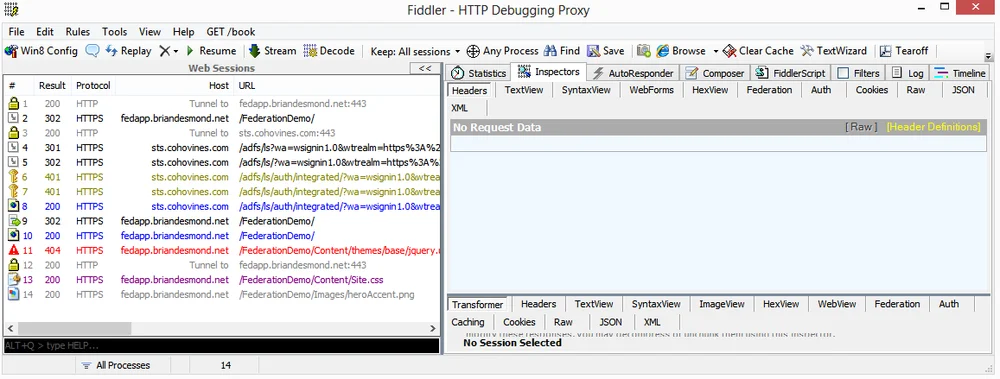 Fiddler - HTTP Debugging Proxy
File Edit Rules Tools View Help GET /book
Win8 Config Replay X Resume Stream Decode Keep: All sessions Any Process Find Save Browse Clear Cache TextWizard Tearoff
Web Sessions <<
# Result Protocol Host URL
1 200 HTTP Tunnel to fedapp.briandesmond.net:443
2 302 HTTPS fedapp.briandesmond.net /FederationDemo/
3 200 HTTP Tunnel to sts.cohovines.com:443
4 301 HTTPS sts.cohovines.com /adfs/ls?wa=wsignin1.0&wtrealm=https%3A%2
5 302 HTTPS sts.cohovines.com /adfs/ls/?wa=wsignin1.0&wtrealm=https%3A%
6 401 HTTPS sts.cohovines.com /adfs/ls/auth/integrated/?wa=wsignin1.0&wtrea
7 401 HTTPS sts.cohovines.com /adfs/ls/auth/integrated/?wa=wsignin1.0&wtrea
8 200 HTTPS sts.cohovines.com /adfs/ls/auth/integrated/?wa=wsignin1.0&wtrea
9 302 HTTPS fedapp.briandesmond.net /FederationDemo/
10 200 HTTPS fedapp.briandesmond.net /FederationDemo/
11 404 HTTPS fedapp.briandesmond.net /FederationDemo/Content/themes/base/jquery.u
12 200 HTTP Tunnel to fedapp.briandesmond.net:443
13 200 HTTPS fedapp.briandesmond.net /FederationDemo/Content/Site.css
14 200 HTTPS fedapp.briandesmond.net /FederationDemo/Images/heroAccent.png
ALT+Q > type HELP...
All Processes 14
Statistics Inspectors AutoResponder Composer FiddlerScript Filters Log Timeline
Headers TextView SyntaxView WebForms HexView Federation Auth Cookies Raw JSON
XML
No Request Data [ Raw ] [Header Definitions]
Transformer Headers TextView SyntaxView ImageView HexView WebView Federation Auth
Caching Cookies Raw JSON XML
No Session Selected